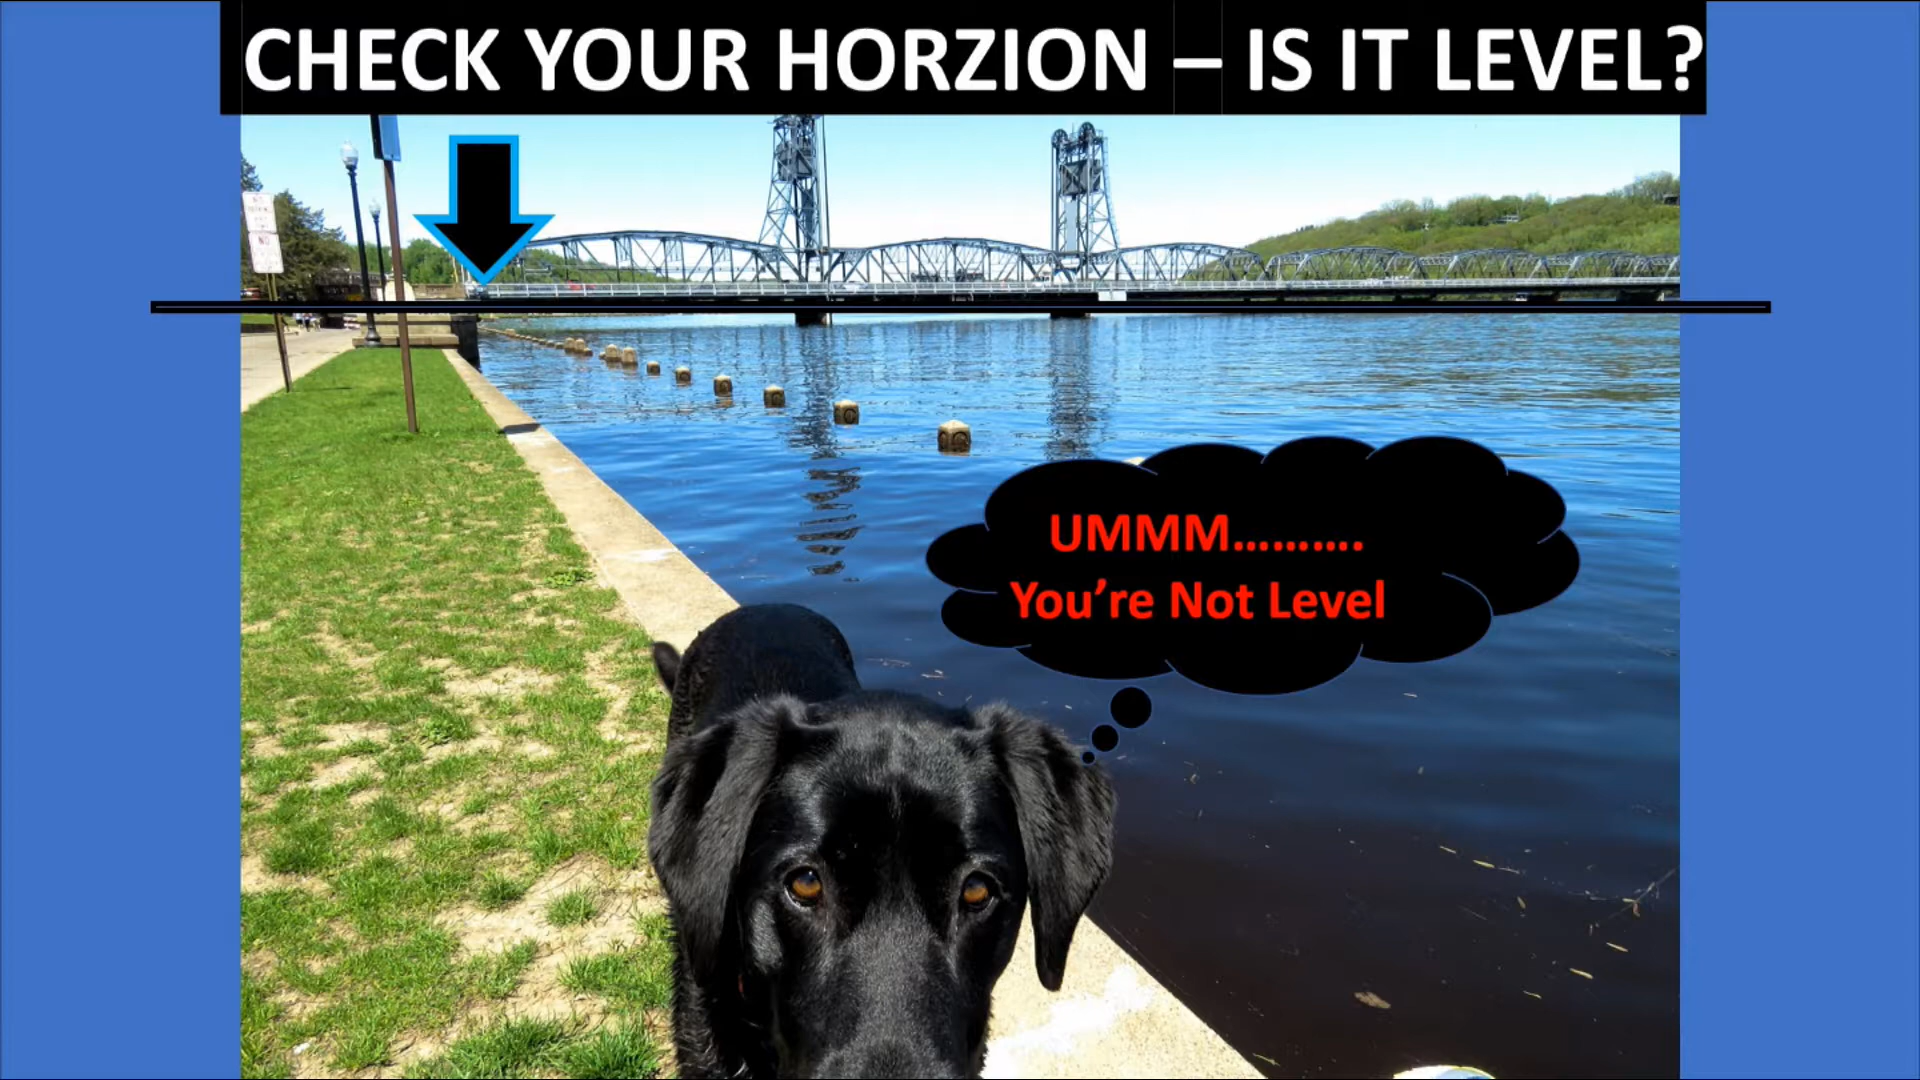 CHECK YOUR HORZION – IS IT LEVEL?
UMMM……….
You’re Not Level